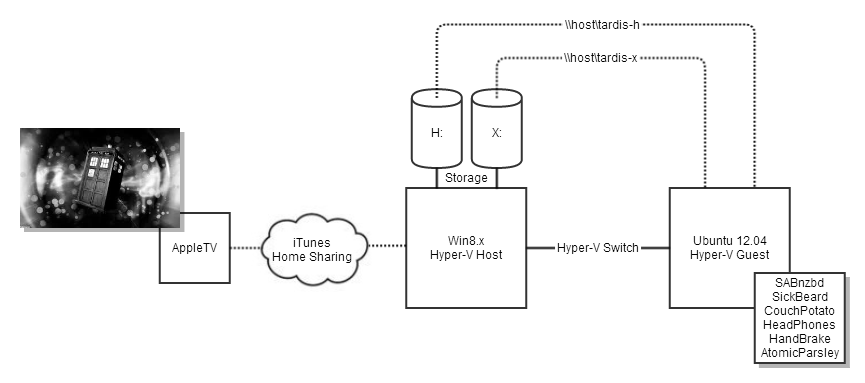 \\host\tardis-h
\\host\tardis-x
H:
X:
Storage
AppleTV
iTunes
Home Sharing
Win8.x
Hyper-V Host
Hyper-V Switch
Ubuntu 12.04
Hyper-V Guest
SABnzbd
SickBeard
CouchPotato
HeadPhones
HandBrake
AtomicParsley